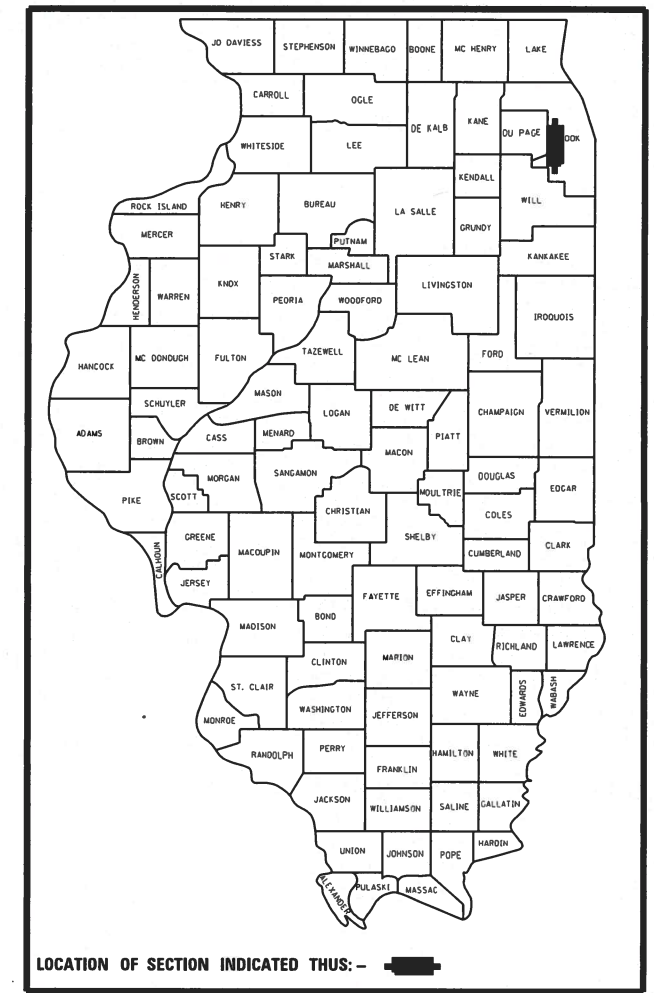 JO DAVIESS STEPHENSON WINNEBAGO BOONE MC HENRY LAKE
CARROLL OGLE
DE KALB KANE DU PAGE OOK
WHITESIDE LEE
KENDALL
ROCK ISLAND HENRY BUREAU LA SALLE WILL
MERCER PUTNAM GRUNDY
STARK MARSHALL KANKAKEE
HENDERSON WARREN KNOX PEORIA WOODFORD LIVINGSTON
IROQUOIS
HANCOCK MC DONOUGH FULTON TAZEWELL MC LEAN FORD
SCHUYLER MASON LOGAN DE WITT CHAMPAIGN VERMILION
ADAMS BROWN CASS MENARD PIATT
MACON
PIKE SCOTT MORGAN SANGAMON MOULTRIE DOUGLAS EDGAR
CHRISTIAN COLES
CALHOUN GREENE MACOUPIN MONTGOMERY SHELBY CUMBERLAND CLARK
JERSEY FAYETTE EFFINGHAM JASPER CRAWFORD
MADISON BOND
CLAY RICHLAND LAWRENCE
CLINTON MARION
ST. CLAIR WAYNE EDWARDS WABASH
MONROE WASHINGTON JEFFERSON
RANDOLPH PERRY HAMILTON WHITE
FRANKLIN
JACKSON WILLIAMSON SALINE GALLATIN
UNION JOHNSON POPE HARDIN
ALEXANDER PULASKI MASSAC
LOCATION OF SECTION INDICATED THUS: -